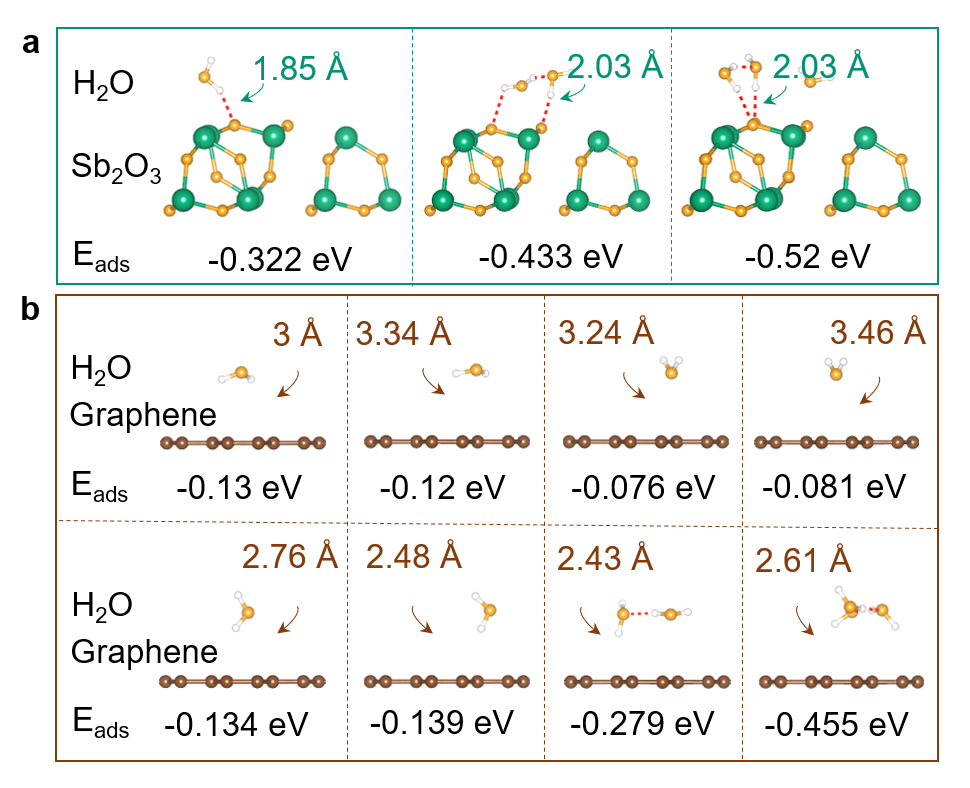 a
H₂O 1.85 Å 2.03 Å 2.03 Å
Sb₂O₃
E_ads -0.322 eV -0.433 eV -0.52 eV
b
3 Å 3.34 Å 3.24 Å 3.46 Å
H₂O
Graphene
E_ads -0.13 eV -0.12 eV -0.076 eV -0.081 eV
2.76 Å 2.48 Å 2.43 Å 2.61 Å
H₂O
Graphene
E_ads -0.134 eV -0.139 eV -0.279 eV -0.455 eV